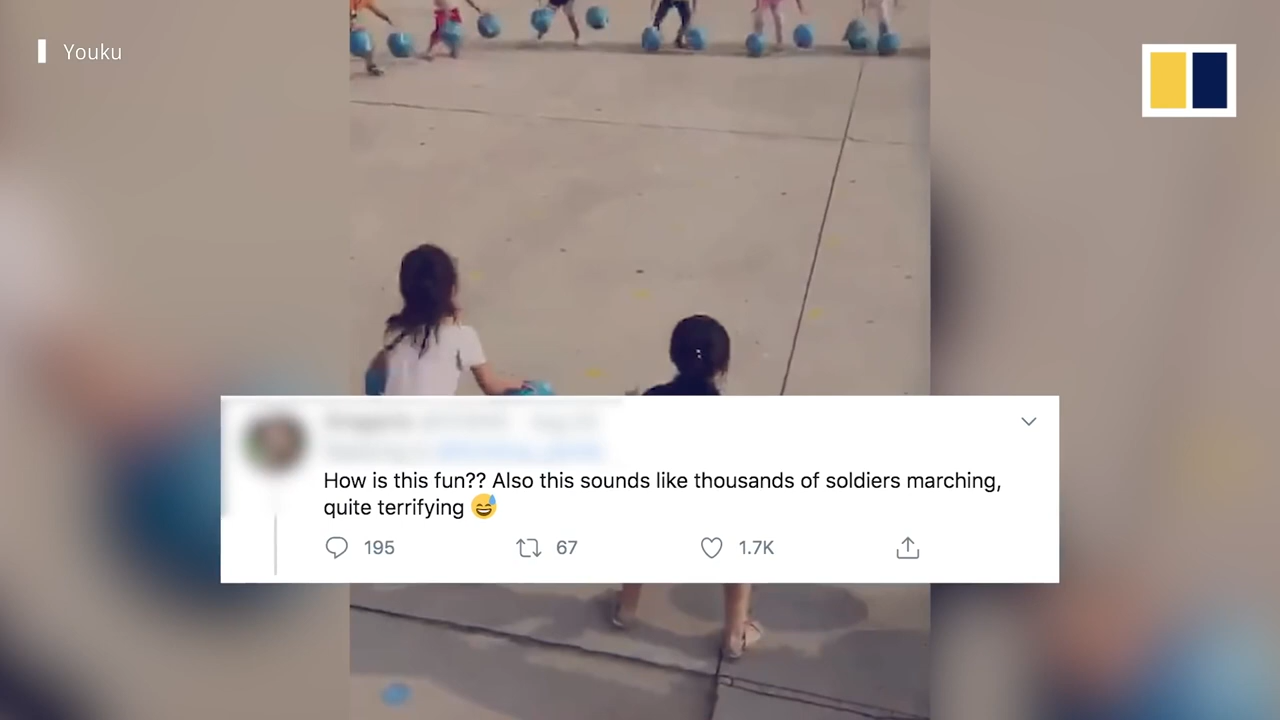 Youku
How is this fun?? Also this sounds like thousands of soldiers marching,
quite terrifying 😅
195 67 1.7K